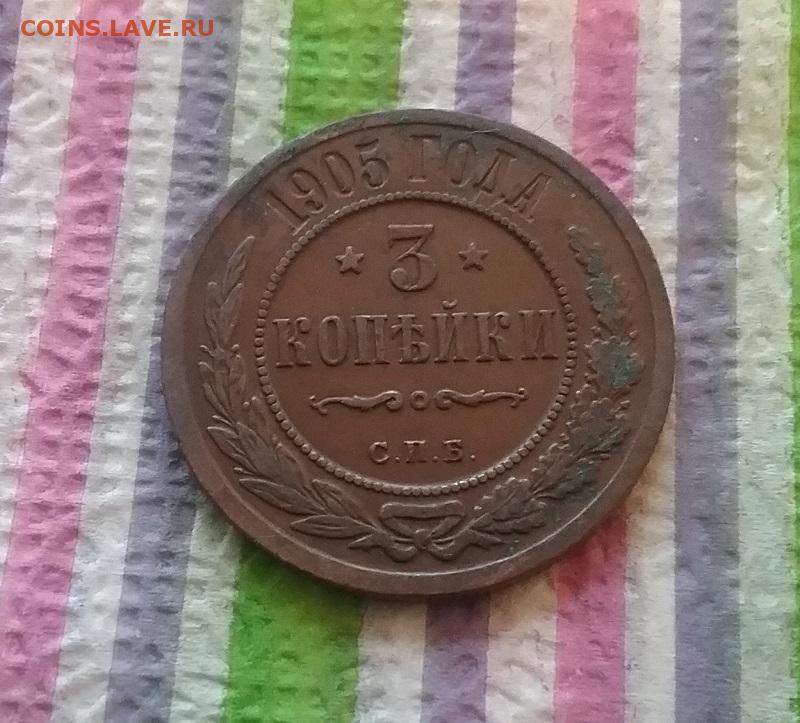 COINS.LAVE.RU
1905 ГОДА
3
КОПѢЙКИ
С.П.Б.